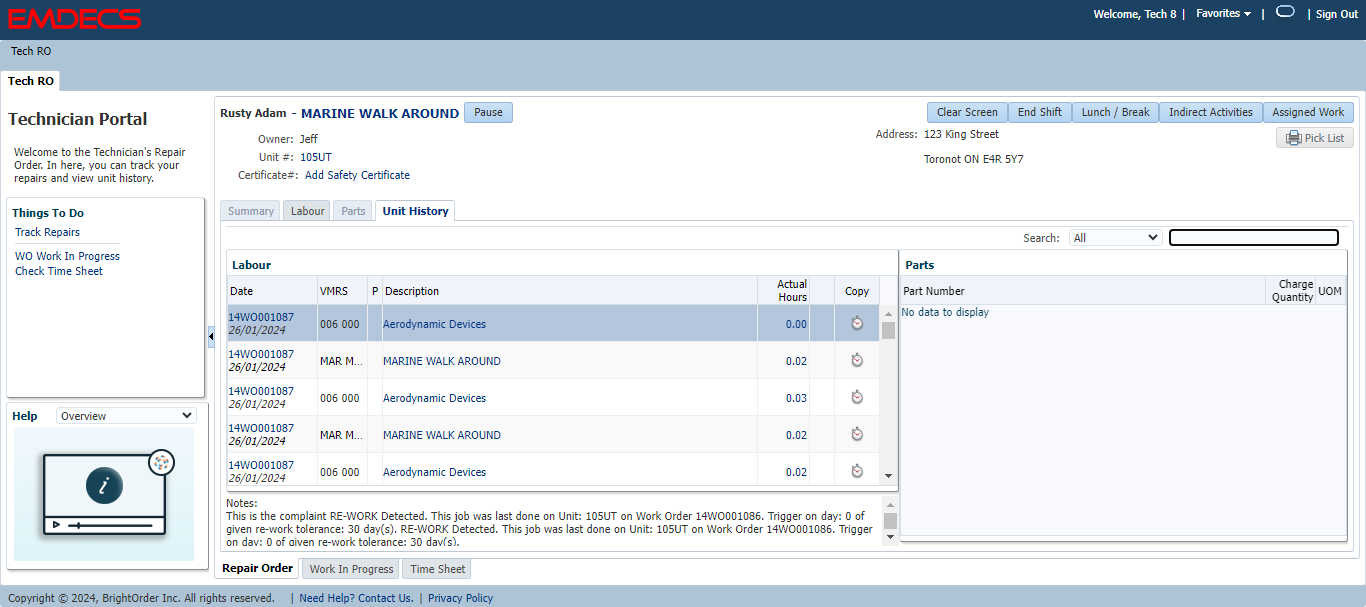 EMDECS
Welcome, Tech 8 | Favorites | | Sign Out
Tech RO
Tech RO
Technician Portal
Welcome to the Technician's Repair
Order. In here, you can track your
repairs and view unit history.
Things To Do
Track Repairs
WO Work In Progress
Check Time Sheet
Help Overview
i
Rusty Adam - MARINE WALK AROUND Pause
Clear Screen End Shift Lunch / Break Indirect Activities Assigned Work
Pick List
Owner: Jeff
Unit #: 105UT
Certificate#: Add Safety Certificate
Address: 123 King Street
Toronot ON E4R 5Y7
Summary Labour Parts Unit History
Search: All
Labour
Date VMRS P Description Actual Hours Copy
14WO001087
26/01/2024 006 000 Aerodynamic Devices 0.00
14WO001087
26/01/2024 MAR M... MARINE WALK AROUND 0.02
14WO001087
26/01/2024 006 000 Aerodynamic Devices 0.03
14WO001087
26/01/2024 MAR M... MARINE WALK AROUND 0.02
14WO001087
26/01/2024 006 000 Aerodynamic Devices 0.02
Parts
Part Number Charge Quantity UOM
No data to display
Notes:
This is the complaint RE-WORK Detected. This job was last done on Unit: 105UT on Work Order 14WO001086. Trigger on day: 0 of
given re-work tolerance: 30 day(s). RE-WORK Detected. This job was last done on Unit: 105UT on Work Order 14WO001086. Trigger
on day: 0 of given re-work tolerance: 30 day(s).
Repair Order Work In Progress Time Sheet
Copyright © 2024, BrightOrder Inc. All rights reserved. | Need Help? Contact Us. | Privacy Policy